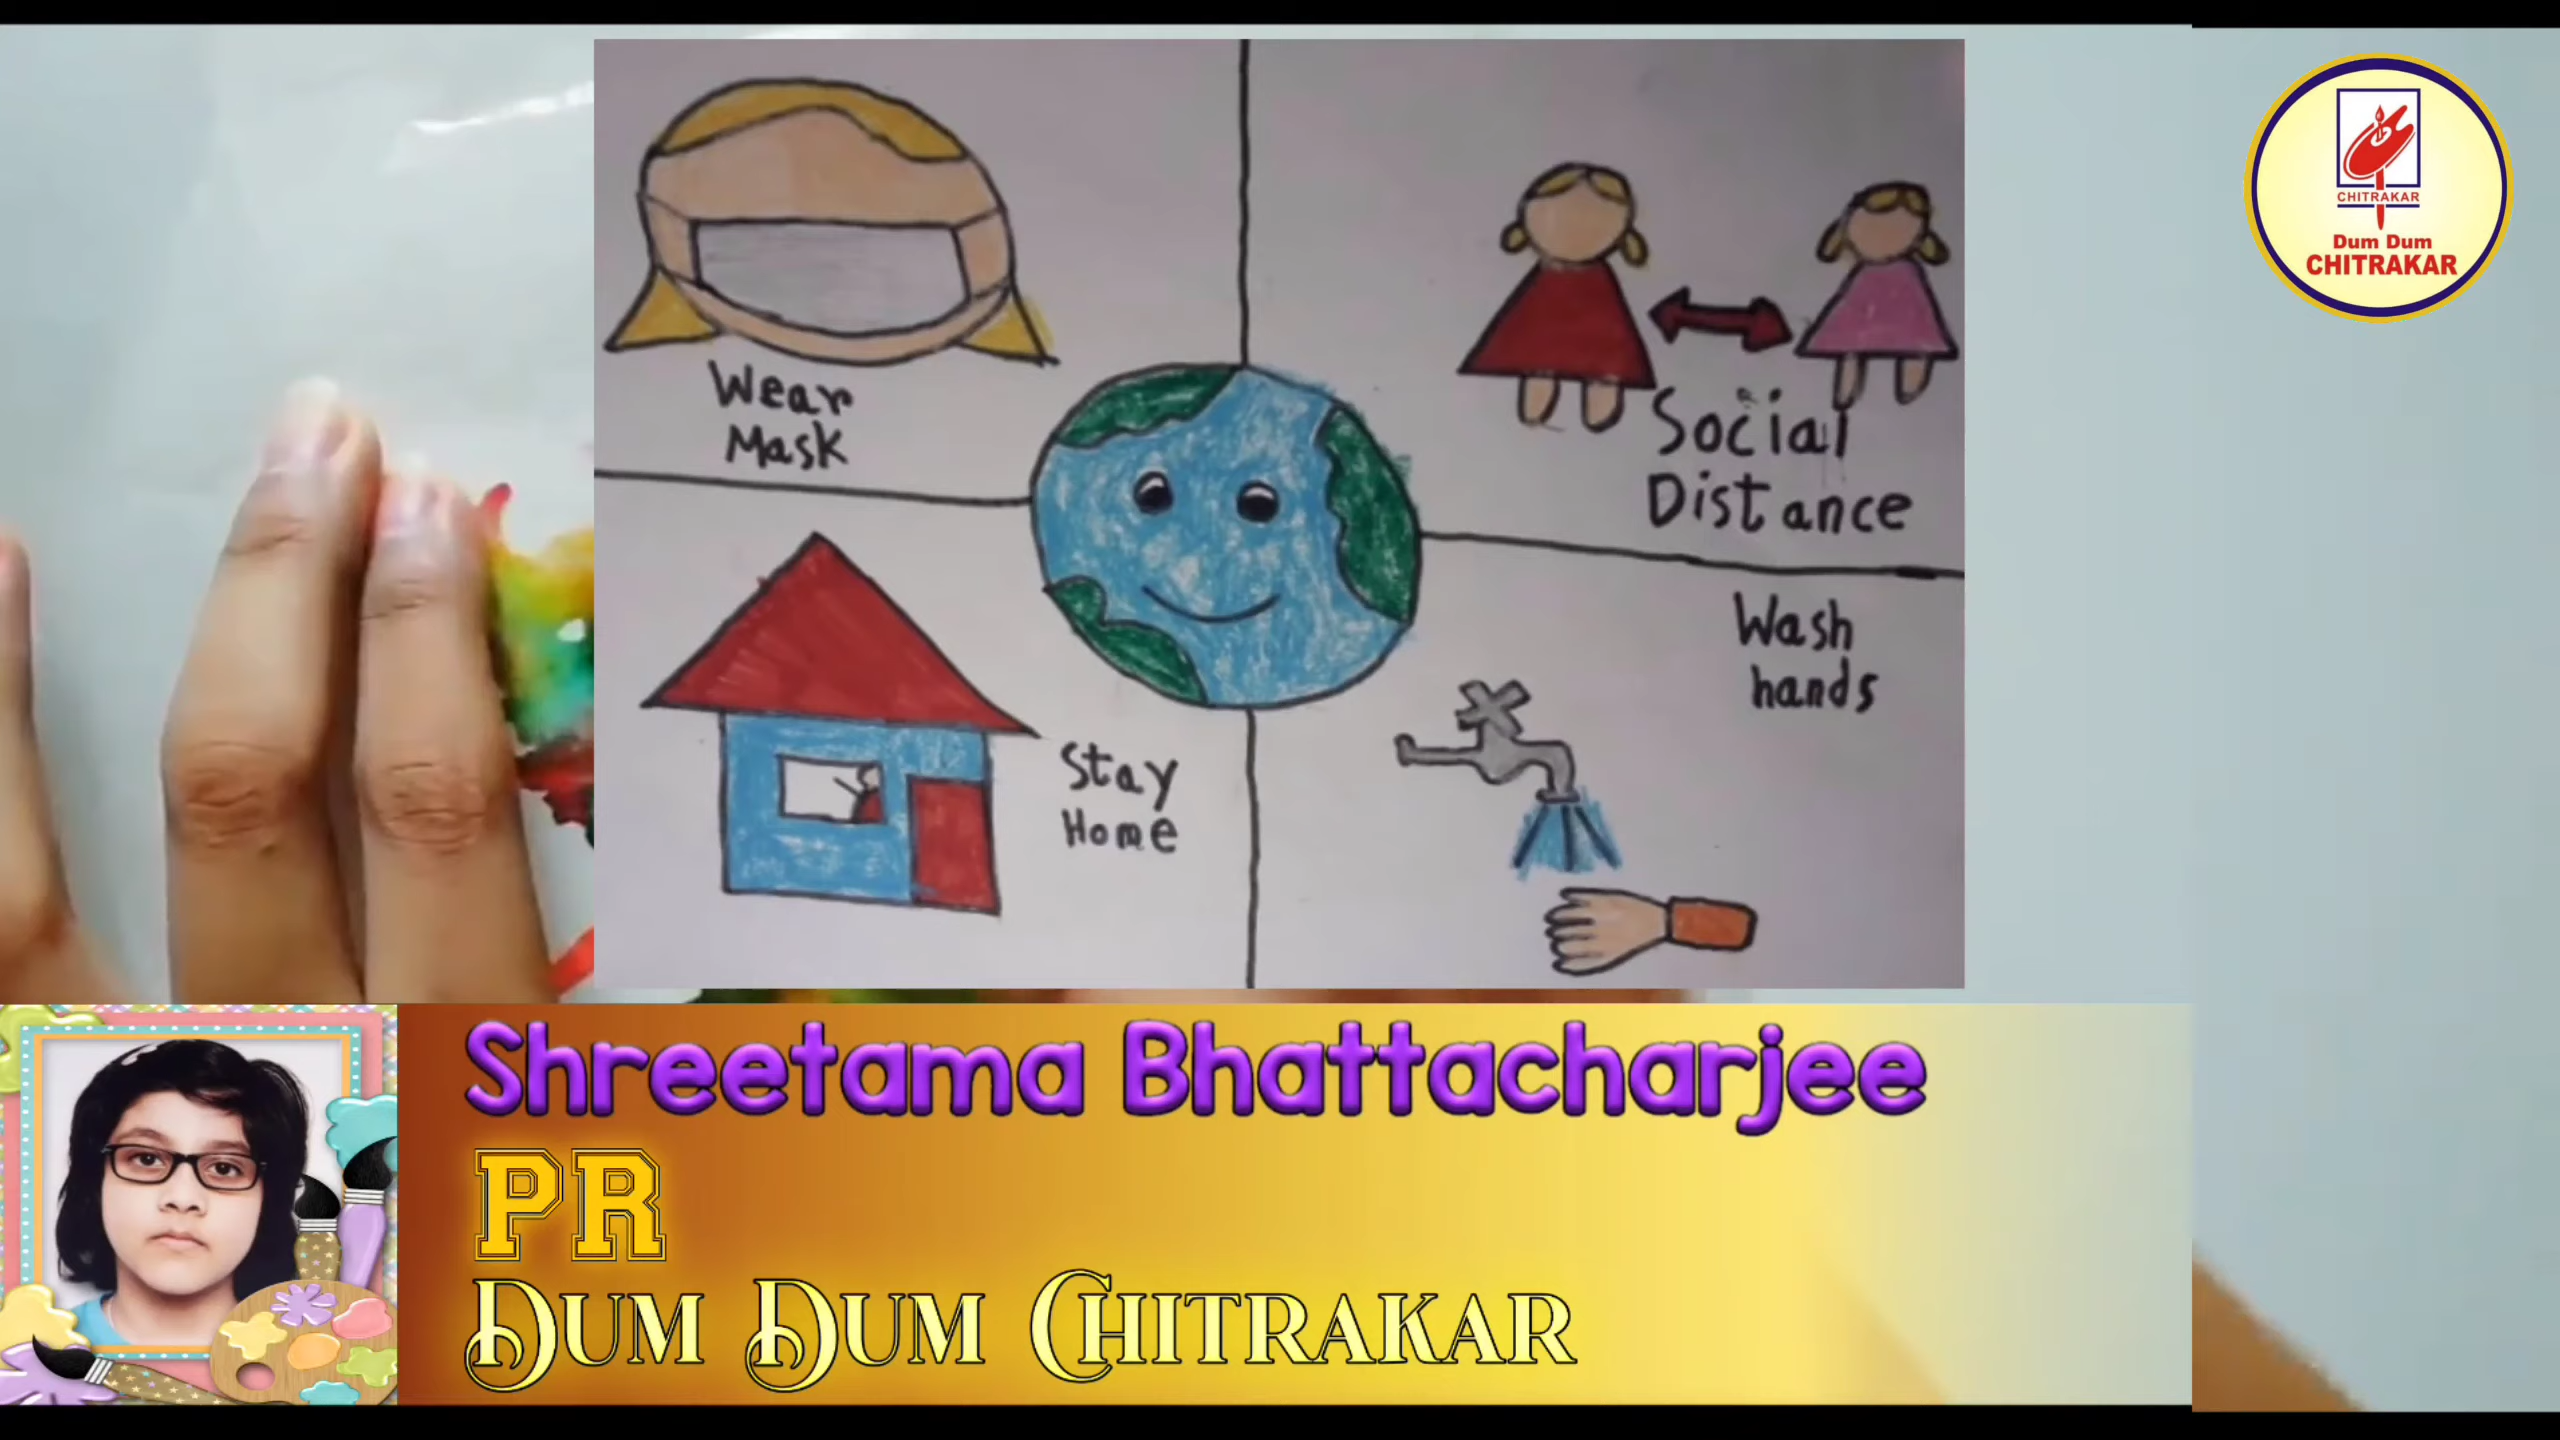 Wear
Mask
Social
Distance
Stay
Home
Wash
hands
CHITRAKAR
Dum Dum
CHITRAKAR
Shreetama Bhattacharjee
PR
DUM DUM CHITRAKAR